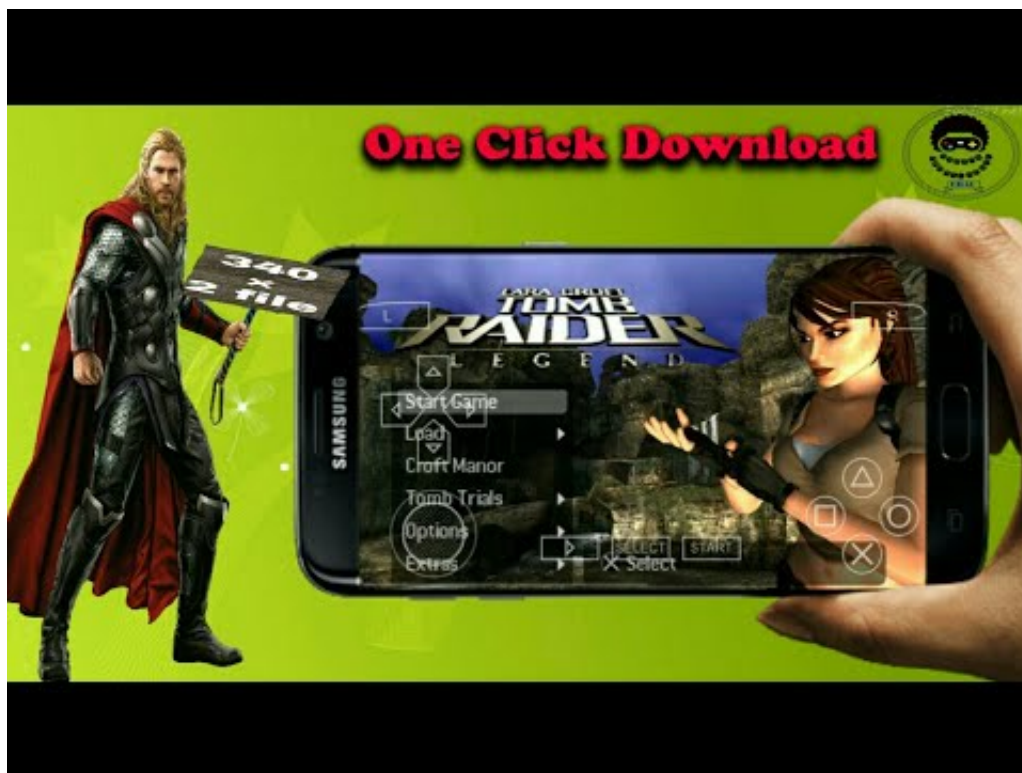 One Click Download
340
x
2 file
SAMSUNG
LARA CROFT
TOMB
RAIDER
LEGEND
L
R
Start Game
Load
Croft Manor
Tomb Trials
Options
Extras
SELECT
START
Select